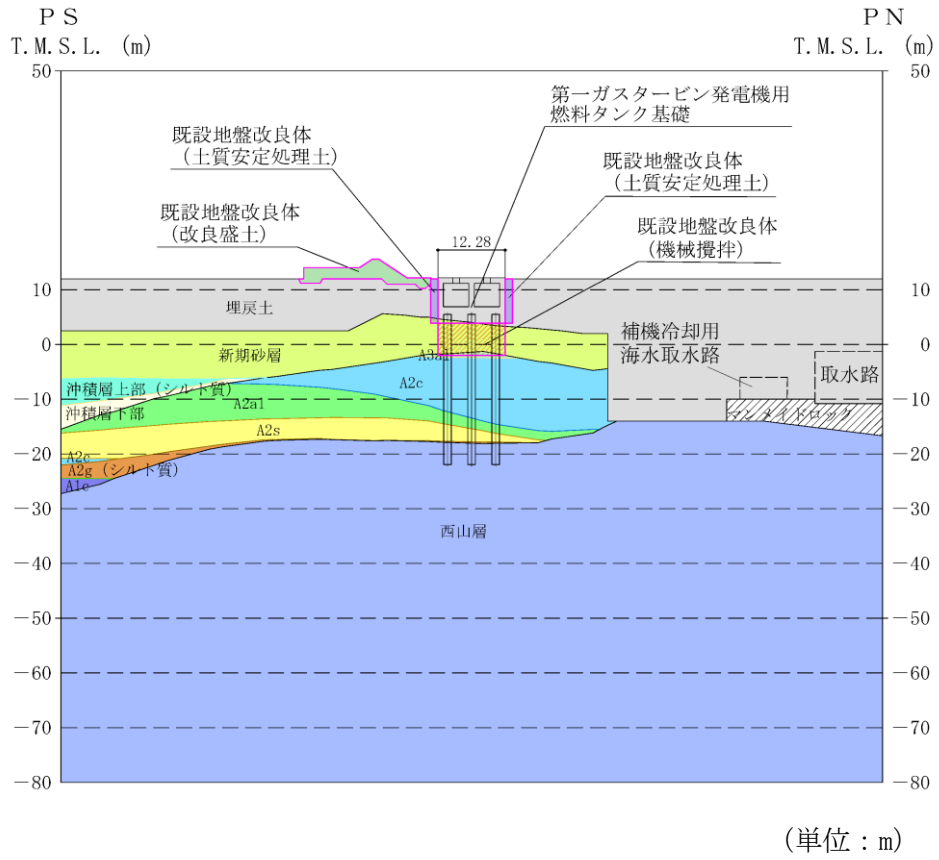 PS
PN
T.M.S.L. (m)
T.M.S.L. (m)
50
50
第一ガスタービン発電機用
燃料タンク基礎
既設地盤改良体
(土質安定処理土)
既設地盤改良体
(土質安定処理土)
既設地盤改良体
(改良盛土)
既設地盤改良体
(機械攪拌)
12.28
10
10
埋戻土
補機冷却用
海水取水路
0
0
新期砂層
A3a1
取水路
A2c
沖積層上部 (シルト質)
-10
-10
A2a1
沖積層下部
マンメイドロック
A2s
-20
-20
A2c
A2g (シルト質)
A1c
-30
-30
西山層
-40
-40
-50
-50
-60
-60
-70
-70
-80
-80
(単位：m)